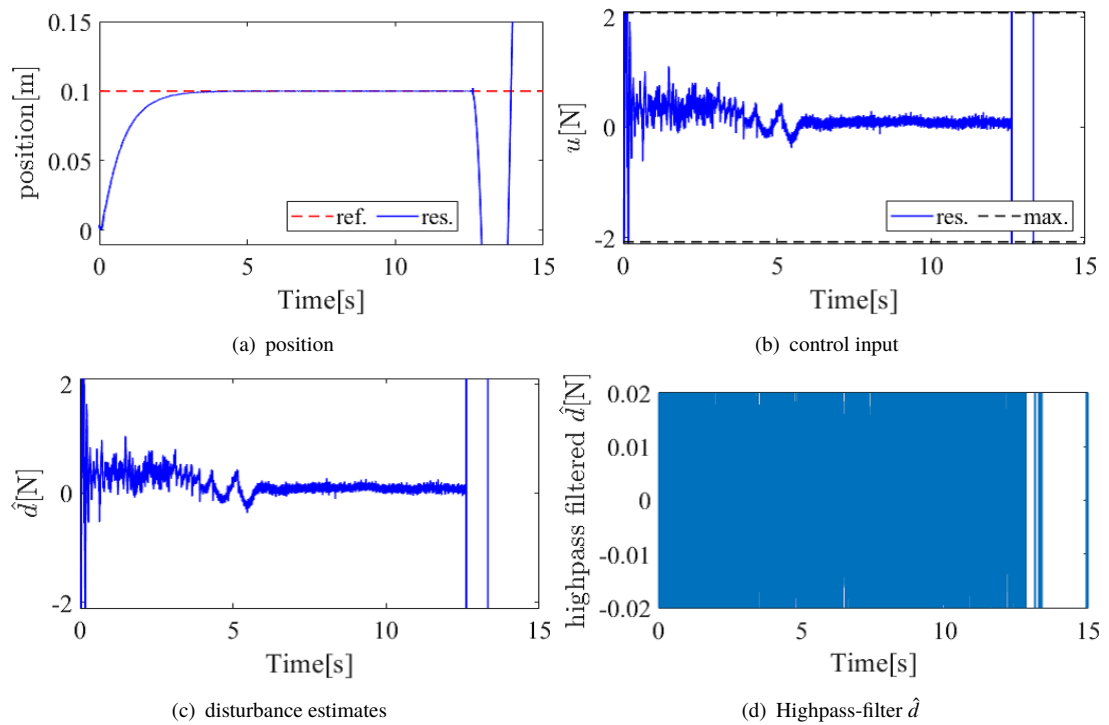 position[m]
0.15
0.1
0.05
0
ref. res.
0 5 10 15
Time[s]
(a) position
u[N]
2
0
-2
res. max.
0 5 10 15
Time[s]
(b) control input
d̂[N]
2
0
-2
0 5 10 15
Time[s]
(c) disturbance estimates
highpass filtered d̂[N]
0.02
0.01
0
-0.01
-0.02
0 5 10 15
Time[s]
(d) Highpass-filter d̂